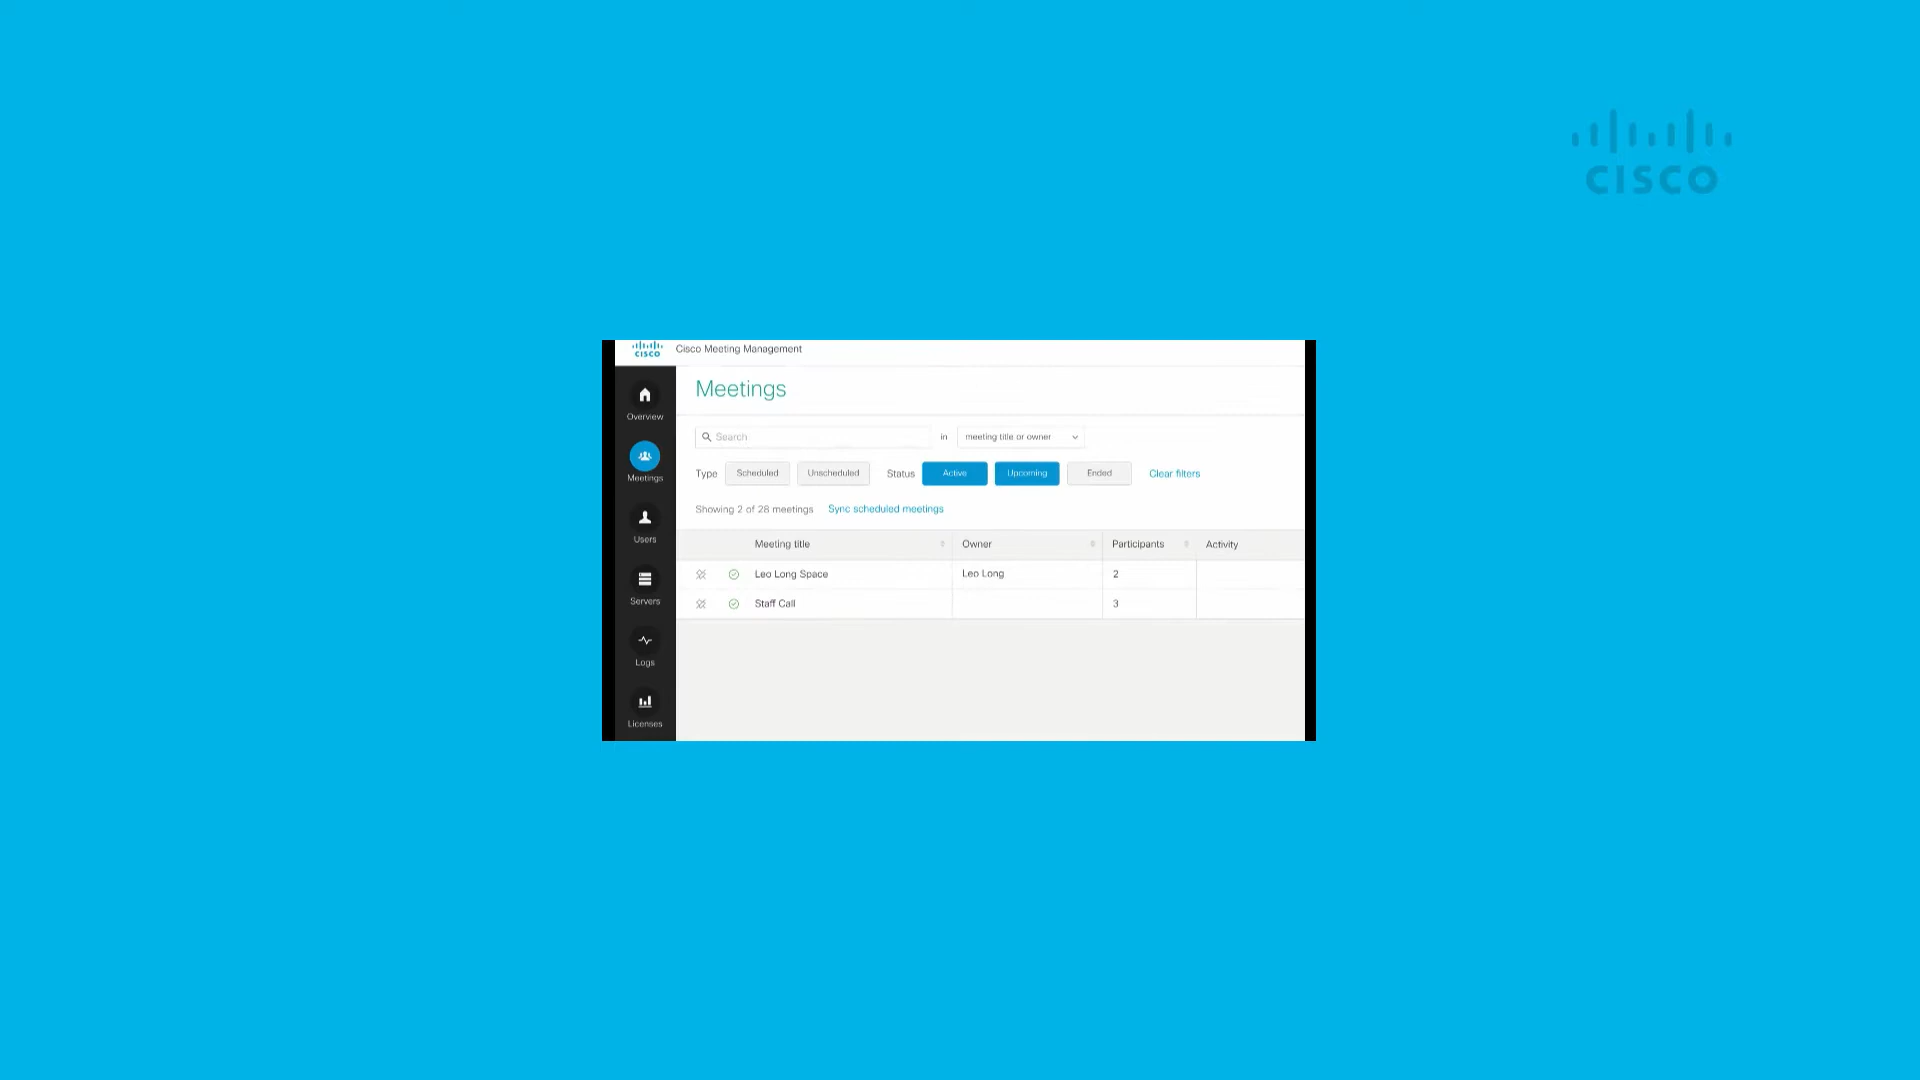 CISCO
CISCO Cisco Meeting Management
Meetings
Overview
Search in meeting title or owner
Meetings
Type Scheduled Unscheduled Status Active Upcoming Ended Clear filters
Showing 2 of 28 meetings Sync scheduled meetings
Users
Meeting title Owner Participants Activity
Leo Long Space Leo Long 2
Servers
Staff Call 3
Logs
Licenses